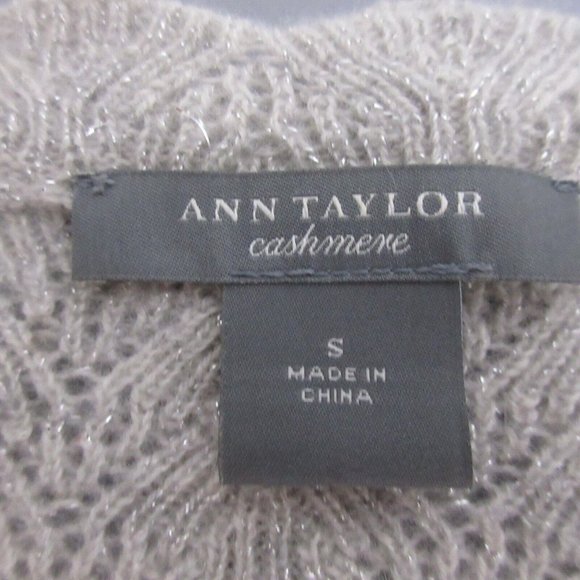 ANN TAYLOR
cashmere
S
MADE IN
CHINA